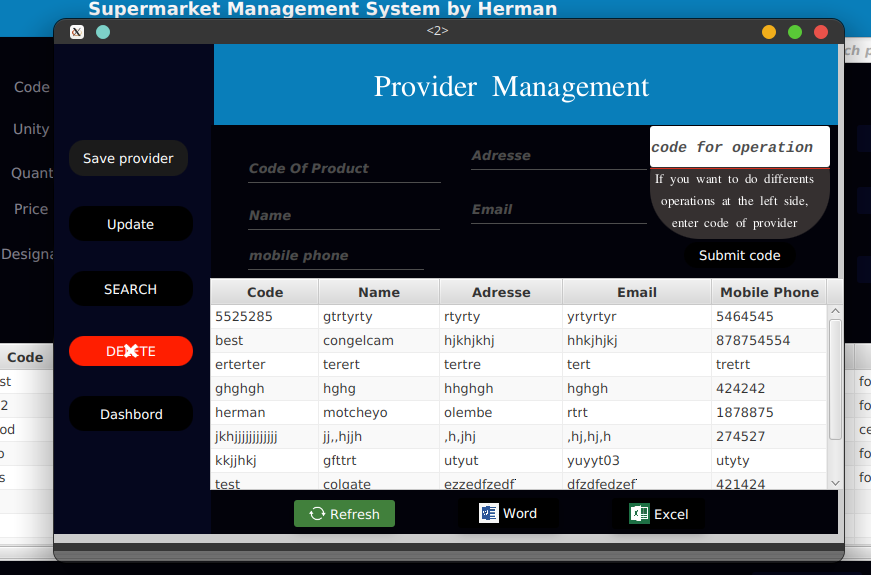 Supermarket Management System by Herman
<2>
Provider Management
Code
Unity
Quant
Price
Designa
Code
st
2
od
Save provider
Update
SEARCH
DELETE
Dashbord
Code Of Product
Name
mobile phone
Adresse
Email
code for operation
If you want to do differents
operations at the left side,
enter code of provider
Submit code
Code Name Adresse Email Mobile Phone
5525285 gtrtyrty rtyrty yrtyrtyr 5464545
best congelcam hjkhjkhj hhkjhjkj 878754554
erterter terert tertre tert tretrt
ghghgh hghg hhghgh hghgh 424242
herman motcheyo olembe rtrt 1878875
jkhjjjjjjjjjjjj jj,,hjjh ,h,jhj ,hj,hj,h 274527
kkjjhkj gfttrt utyut yuyyt03 utyty
test colgate ezzedfzedf dfzdfedzef 421424
Refresh
Word
Excel
ch p
fo
fo
ce
fo
fo